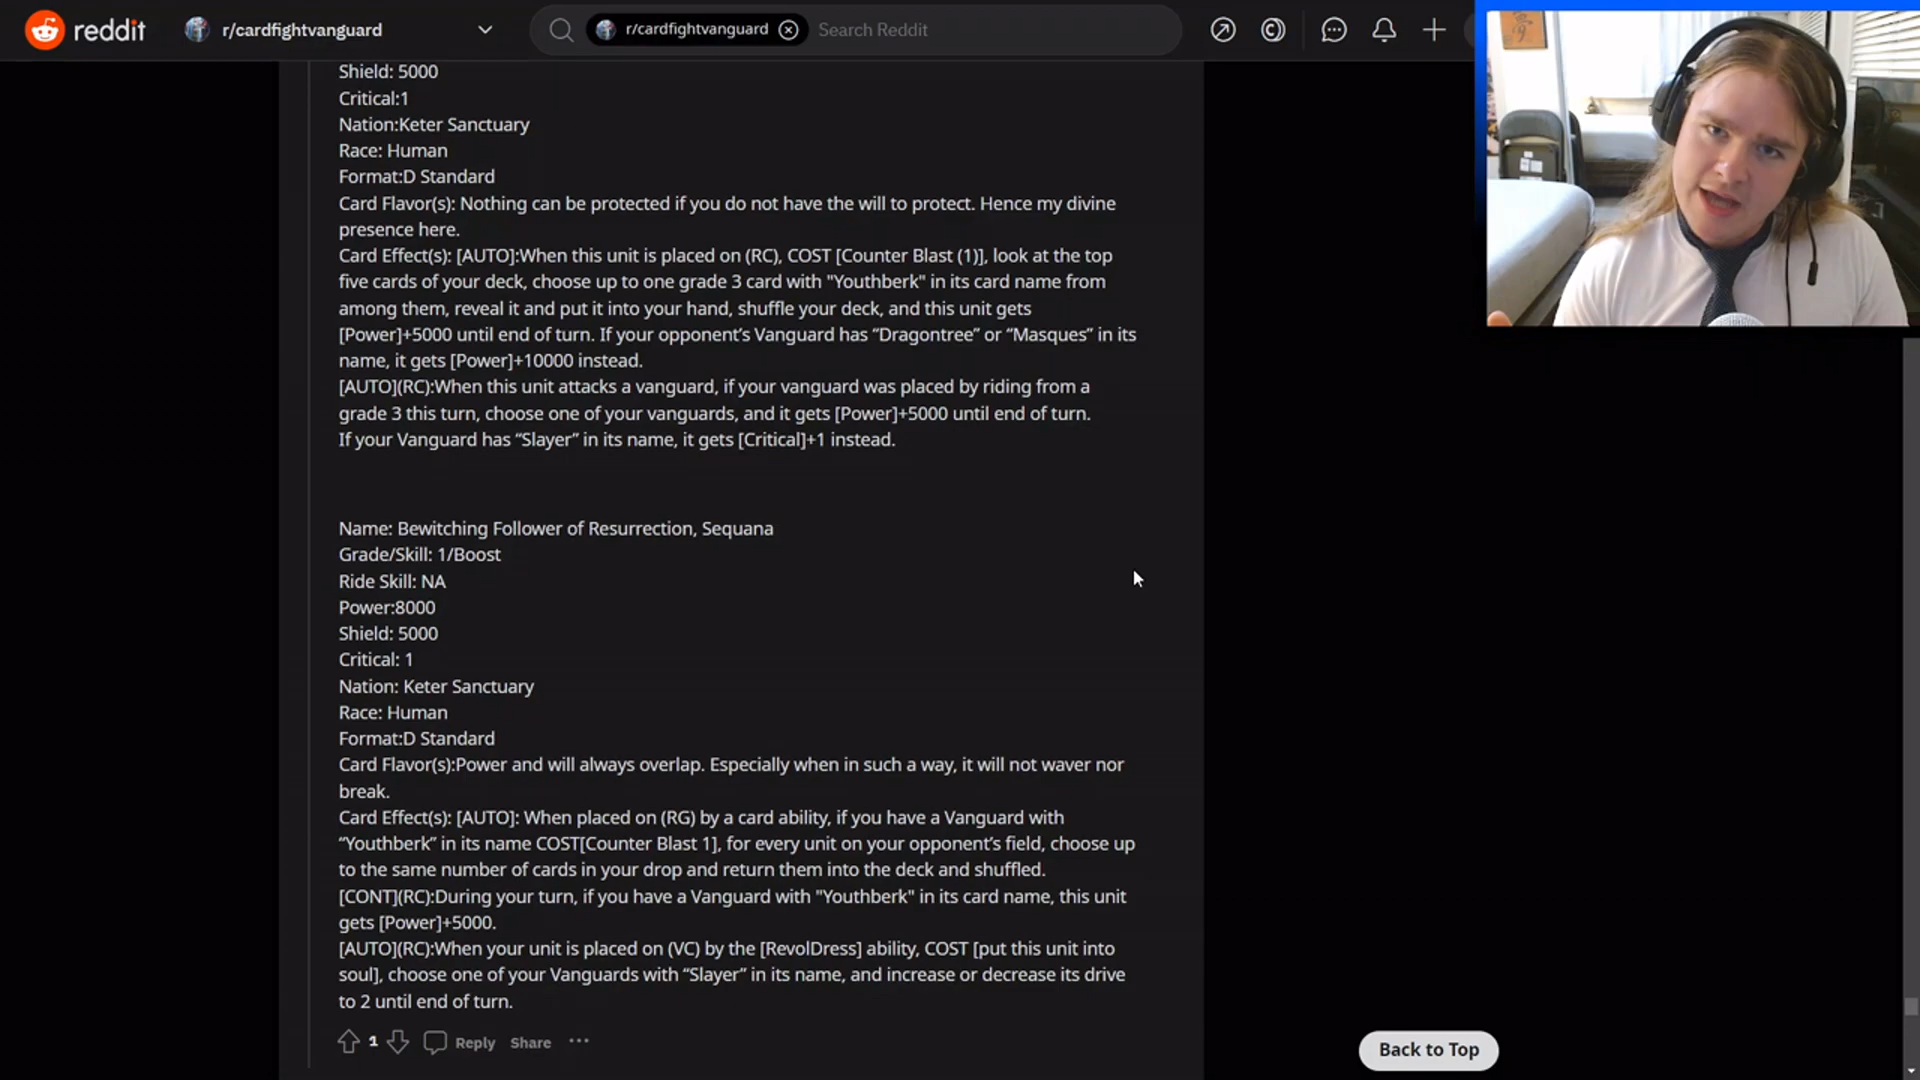 reddit
r/cardfightvanguard
r/cardfightvanguard
Search Reddit
Shield: 5000
Critical:1
Nation:Keter Sanctuary
Race: Human
Format:D Standard
Card Flavor(s): Nothing can be protected if you do not have the will to protect. Hence my divine
presence here.
Card Effect(s): [AUTO]:When this unit is placed on (RC), COST [Counter Blast (1)], look at the top
five cards of your deck, choose up to one grade 3 card with "Youthberk" in its card name from
among them, reveal it and put it into your hand, shuffle your deck, and this unit gets
[Power]+5000 until end of turn. If your opponent’s Vanguard has “Dragontree” or “Masques” in its
name, it gets [Power]+10000 instead.
[AUTO](RC):When this unit attacks a vanguard, if your vanguard was placed by riding from a
grade 3 this turn, choose one of your vanguards, and it gets [Power]+5000 until end of turn.
If your Vanguard has “Slayer” in its name, it gets [Critical]+1 instead.
Name: Bewitching Follower of Resurrection, Sequana
Grade/Skill: 1/Boost
Ride Skill: NA
Power:8000
Shield: 5000
Critical: 1
Nation: Keter Sanctuary
Race: Human
Format:D Standard
Card Flavor(s):Power and will always overlap. Especially when in such a way, it will not waver nor
break.
Card Effect(s): [AUTO]: When placed on (RG) by a card ability, if you have a Vanguard with
“Youthberk” in its name COST[Counter Blast 1], for every unit on your opponent’s field, choose up
to the same number of cards in your drop and return them into the deck and shuffled.
[CONT](RC):During your turn, if you have a Vanguard with "Youthberk" in its card name, this unit
gets [Power]+5000.
[AUTO](RC):When your unit is placed on (VC) by the [RevolDress] ability, COST [put this unit into
soul], choose one of your Vanguards with “Slayer” in its name, and increase or decrease its drive
to 2 until end of turn.
1 Reply Share
Back to Top